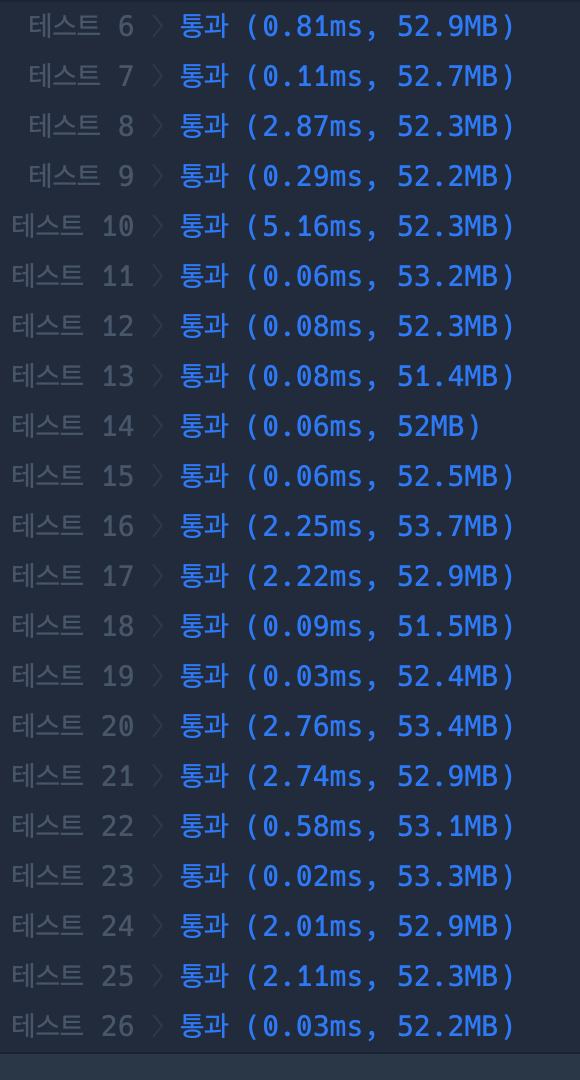 테스트 6 〉 통과 (0.81ms, 52.9MB)
테스트 7 〉 통과 (0.11ms, 52.7MB)
테스트 8 〉 통과 (2.87ms, 52.3MB)
테스트 9 〉 통과 (0.29ms, 52.2MB)
테스트 10 〉 통과 (5.16ms, 52.3MB)
테스트 11 〉 통과 (0.06ms, 53.2MB)
테스트 12 〉 통과 (0.08ms, 52.3MB)
테스트 13 〉 통과 (0.08ms, 51.4MB)
테스트 14 〉 통과 (0.06ms, 52MB)
테스트 15 〉 통과 (0.06ms, 52.5MB)
테스트 16 〉 통과 (2.25ms, 53.7MB)
테스트 17 〉 통과 (2.22ms, 52.9MB)
테스트 18 〉 통과 (0.09ms, 51.5MB)
테스트 19 〉 통과 (0.03ms, 52.4MB)
테스트 20 〉 통과 (2.76ms, 53.4MB)
테스트 21 〉 통과 (2.74ms, 52.9MB)
테스트 22 〉 통과 (0.58ms, 53.1MB)
테스트 23 〉 통과 (0.02ms, 53.3MB)
테스트 24 〉 통과 (2.01ms, 52.9MB)
테스트 25 〉 통과 (2.11ms, 52.3MB)
테스트 26 〉 통과 (0.03ms, 52.2MB)